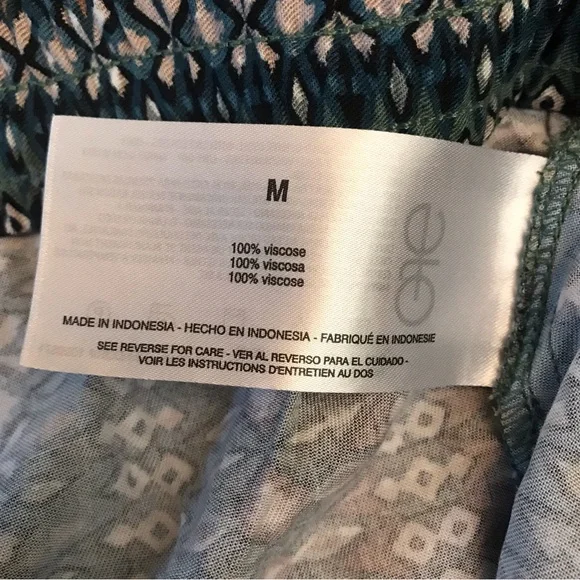 M
100% viscose
100% viscosa
100% viscose
MADE IN INDONESIA - HECHO EN INDONESIA - FABRIQUÉ EN INDONESIE
SEE REVERSE FOR CARE - VER AL REVERSO PARA EL CUIDADO -
VOIR LES INSTRUCTIONS D'ENTRETIEN AU DOS